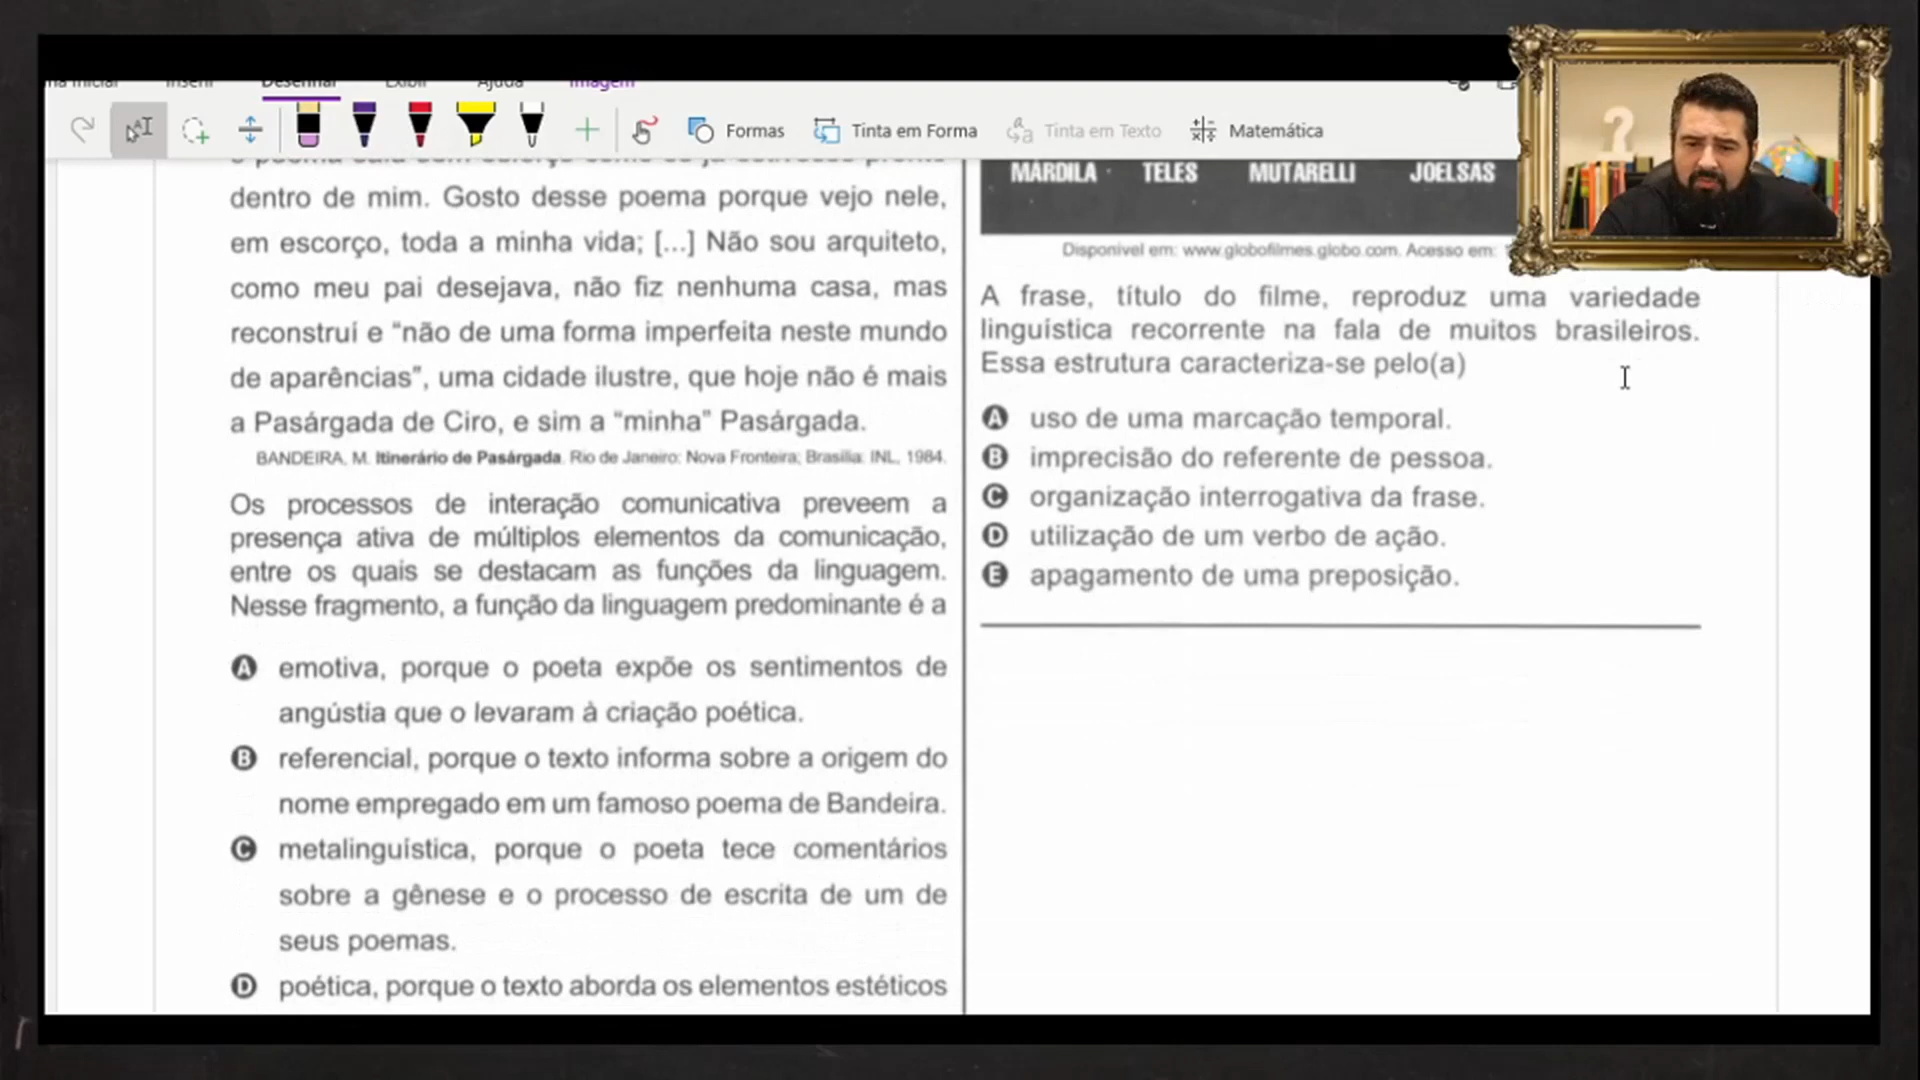 Desenhar
Exibir
Ajuda
Imagem
Formas
Tinta em Forma
Tinta em Texto
Matemática
dentro de mim. Gosto desse poema porque vejo nele,
em escorço, toda a minha vida; [...] Não sou arquiteto,
como meu pai desejava, não fiz nenhuma casa, mas
reconstruí e “não de uma forma imperfeita neste mundo
de aparências”, uma cidade ilustre, que hoje não é mais
a Pasárgada de Ciro, e sim a “minha” Pasárgada.
BANDEIRA, M. Itinerário de Pasárgada. Rio de Janeiro: Nova Fronteira; Brasília: INL, 1984.
Os processos de interação comunicativa preveem a
presença ativa de múltiplos elementos da comunicação,
entre os quais se destacam as funções da linguagem.
Nesse fragmento, a função da linguagem predominante é a
A emotiva, porque o poeta expõe os sentimentos de
angústia que o levaram à criação poética.
B referencial, porque o texto informa sobre a origem do
nome empregado em um famoso poema de Bandeira.
C metalinguística, porque o poeta tece comentários
sobre a gênese e o processo de escrita de um de
seus poemas.
D poética, porque o texto aborda os elementos estéticos
MÁRDILA TELES MUTARELLI JOELSAS
Disponível em: www.globofilmes.globo.com. Acesso em:
A frase, título do filme, reproduz uma variedade
linguística recorrente na fala de muitos brasileiros.
Essa estrutura caracteriza-se pelo(a)
A uso de uma marcação temporal.
B imprecisão do referente de pessoa.
C organização interrogativa da frase.
D utilização de um verbo de ação.
E apagamento de uma preposição.